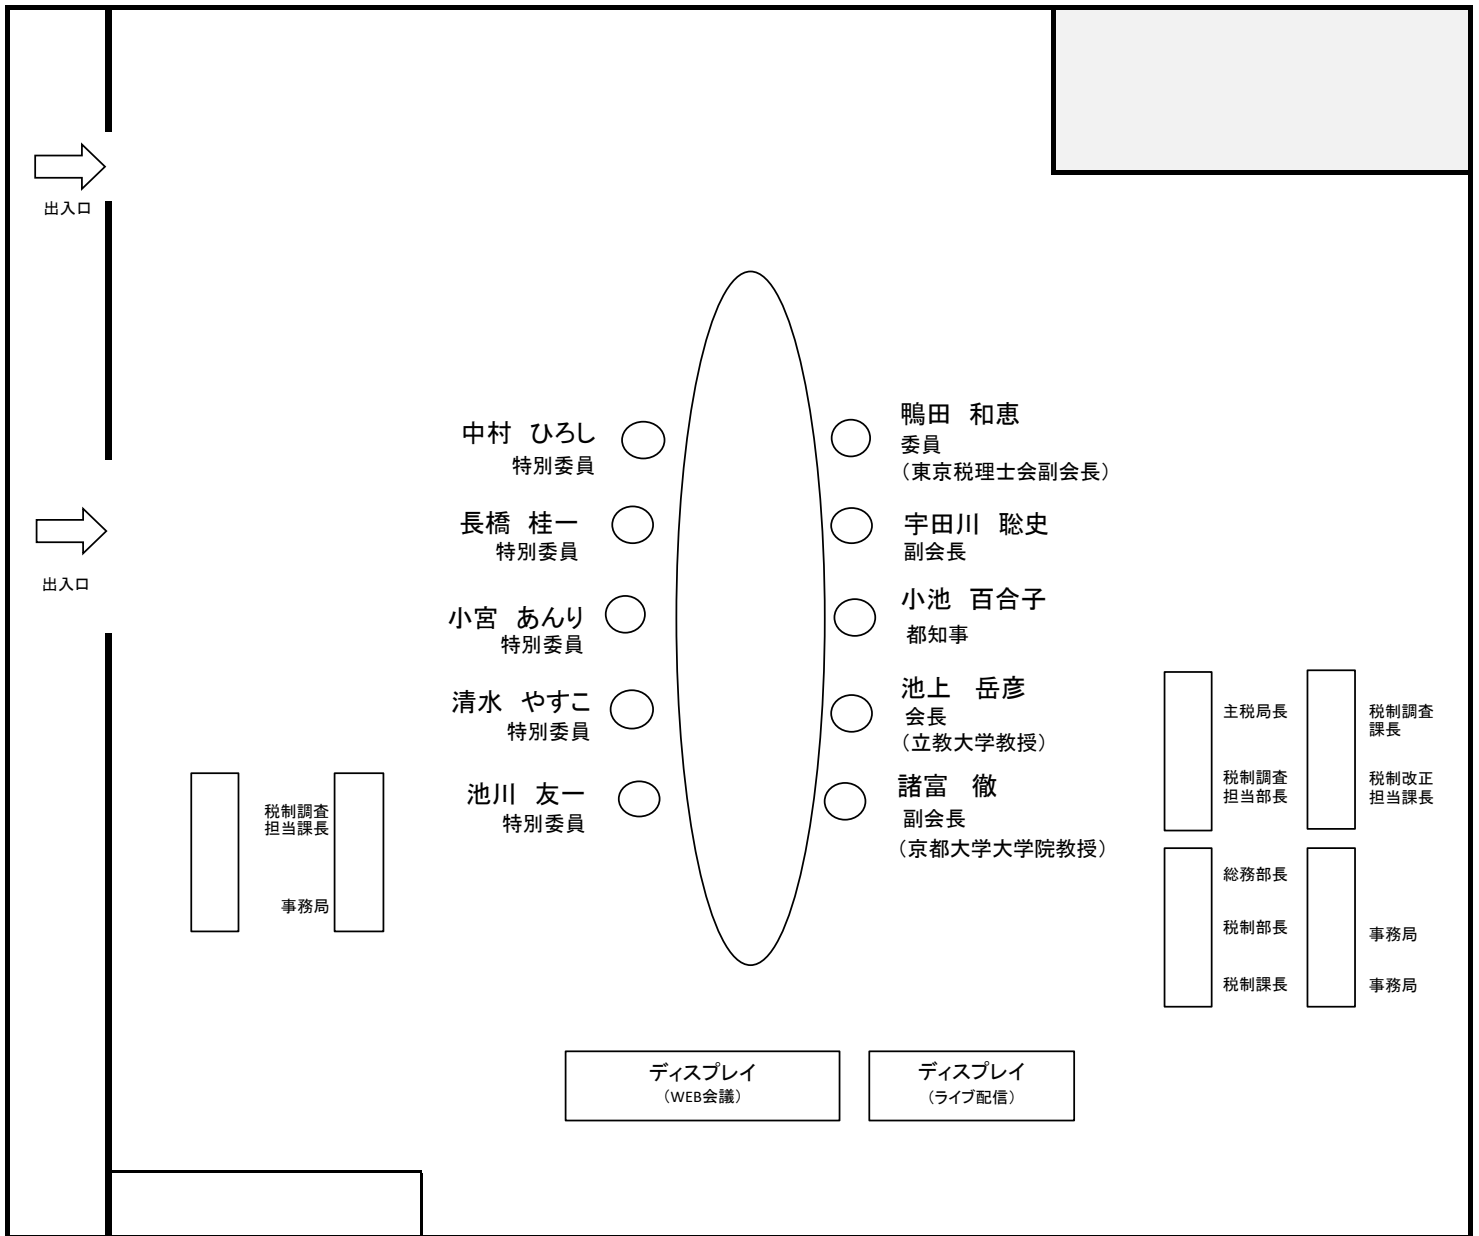 出入口
出入口
中村　ひろし
特別委員
長橋　桂一
特別委員
小宮　あんり
特別委員
清水　やすこ
特別委員
池川　友一
特別委員
鴨田　和恵
委員
（東京税理士会副会長）
宇田川　聡史
副会長
小池　百合子
都知事
池上　岳彦
会長
（立教大学教授）
諸富　徹
副会長
（京都大学大学院教授）
税制調査
担当課長
事務局
主税局長
税制調査
担当部長
総務部長
税制部長
税制課長
税制調査
課長
税制改正
担当課長
事務局
事務局
ディスプレイ
（WEB会議）
ディスプレイ
（ライブ配信）